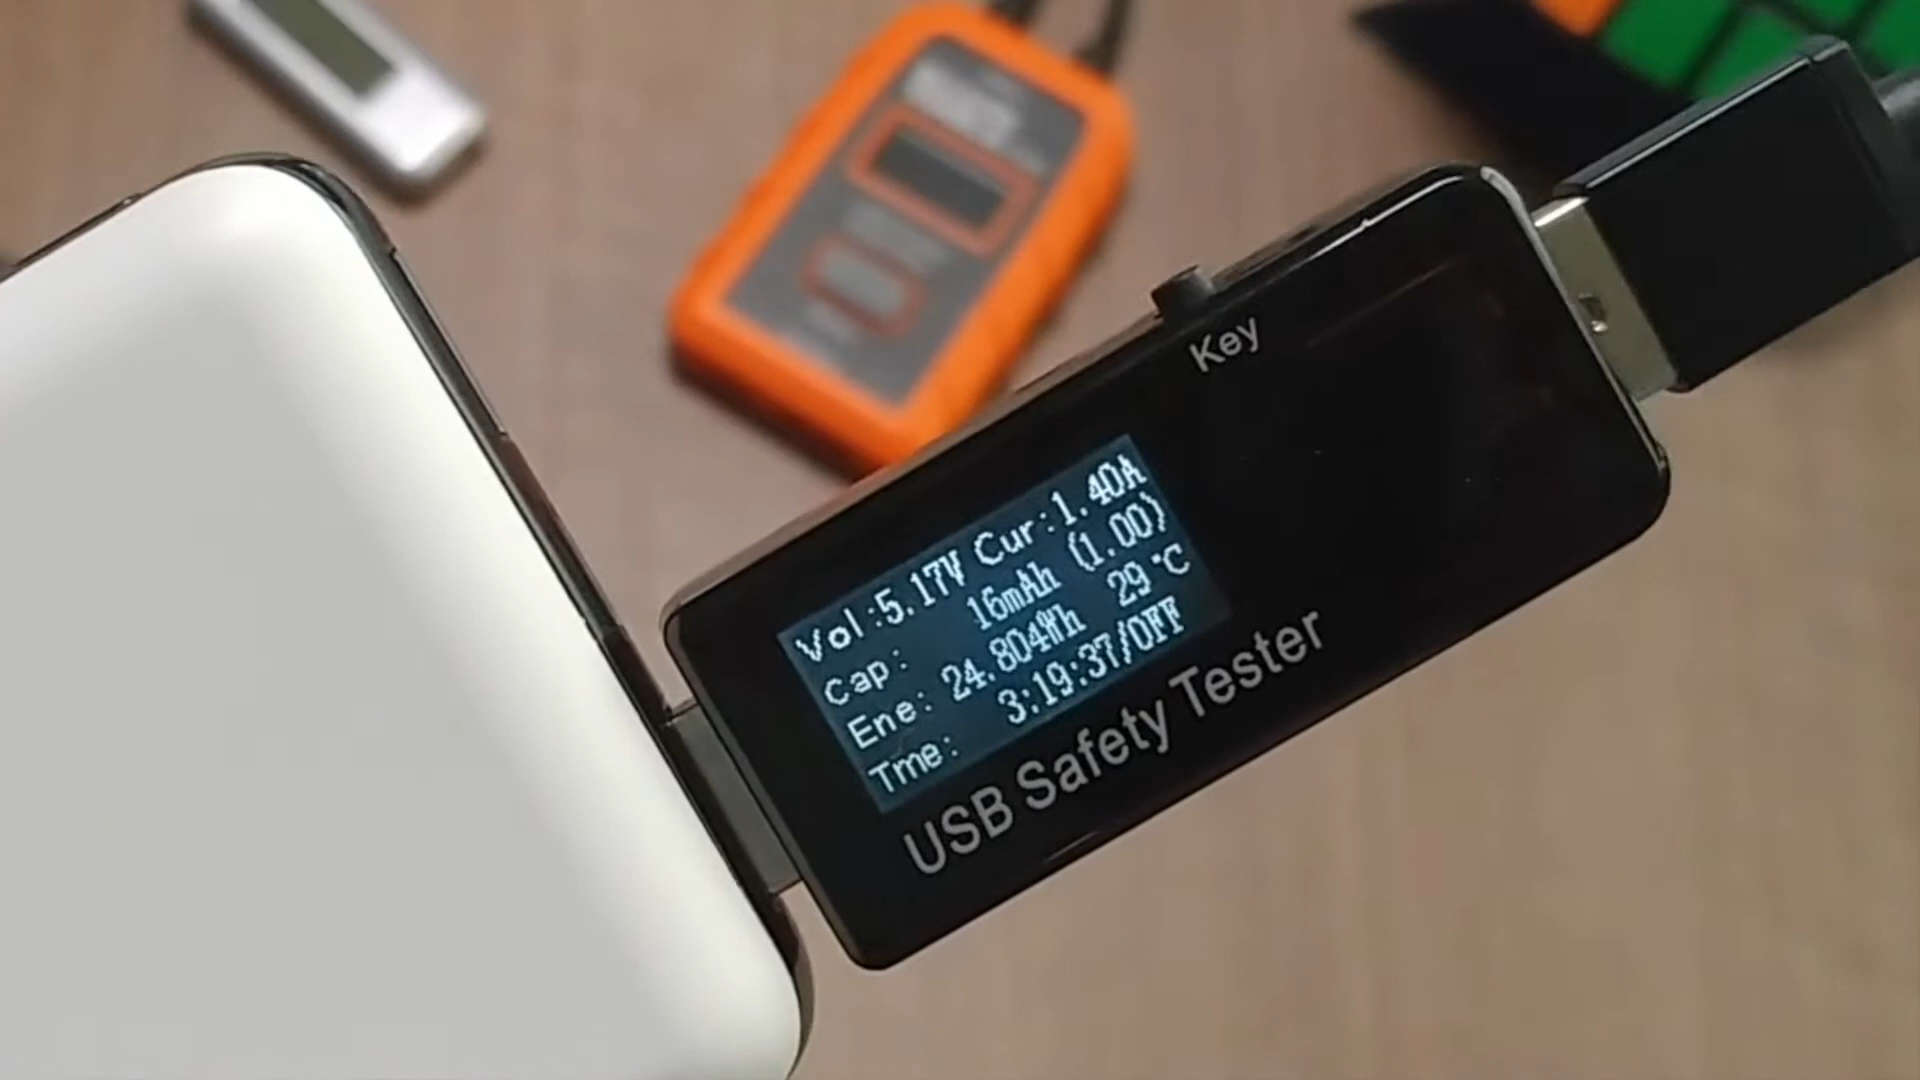 Key
Vol:5.17V Cur:1.40A
Cap: 16mAh (1.00)
Ene: 24.804Wh 29°C
Tme: 3:19:37/OFF
USB Safety Tester